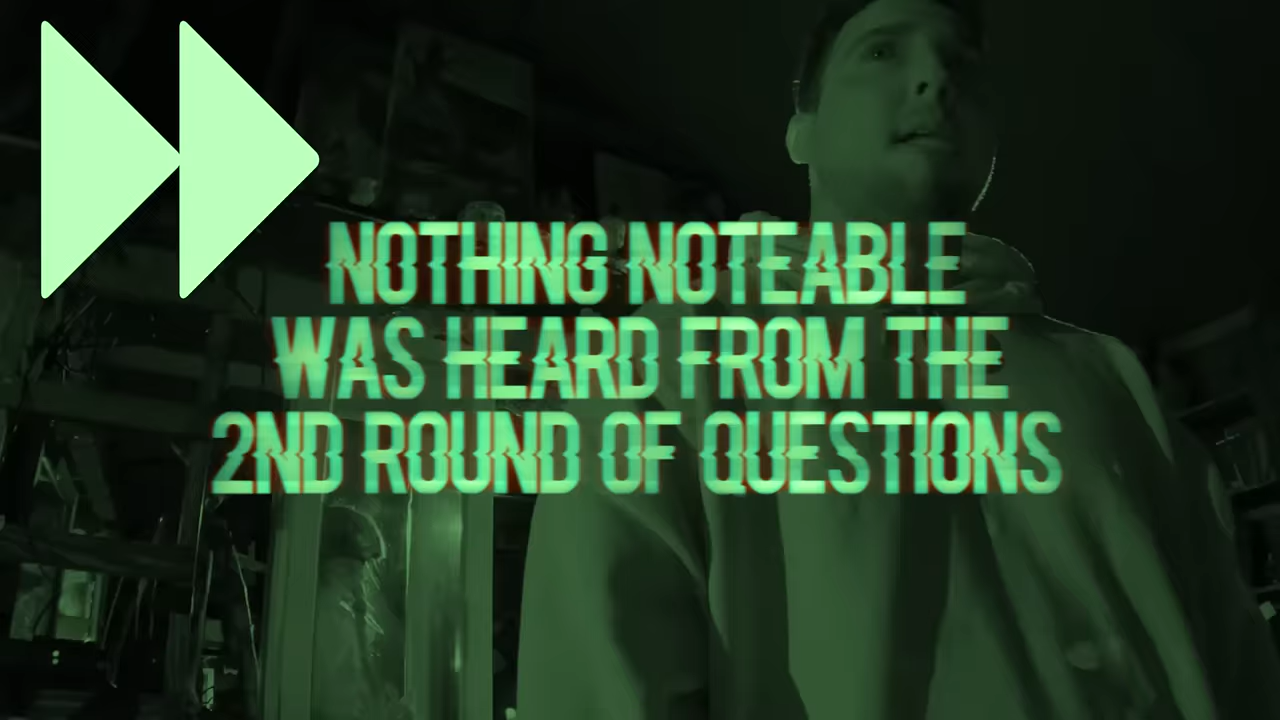 NOTHING NOTEABLE
WAS HEARD FROM THE
2ND ROUND OF QUESTIONS